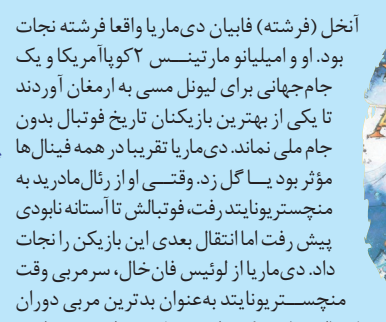 آنخل (فرشته) فابیان دی‌ماریا واقعا فرشته نجات
بود. او و امیلیانو مارتینس ۲کوپاآمریکا و یک
جام‌جهانی برای لیونل مسی به ارمغان آوردند
تا یکی از بهترین بازیکنان تاریخ فوتبال بدون
جام ملی نماند. دی‌ماریا تقریبا در همه فینال‌ها
مؤثر بود یا گل زد. وقتی او از رئال‌مادرید به
منچستریونایتد رفت، فوتبالش تا آستانه نابودی
پیش رفت اما انتقال بعدی این بازیکن را نجات
داد. دی‌ماریا از لوئیس فان‌خال، سرمربی وقت
منچستریونایتد به‌عنوان بدترین مربی دوران